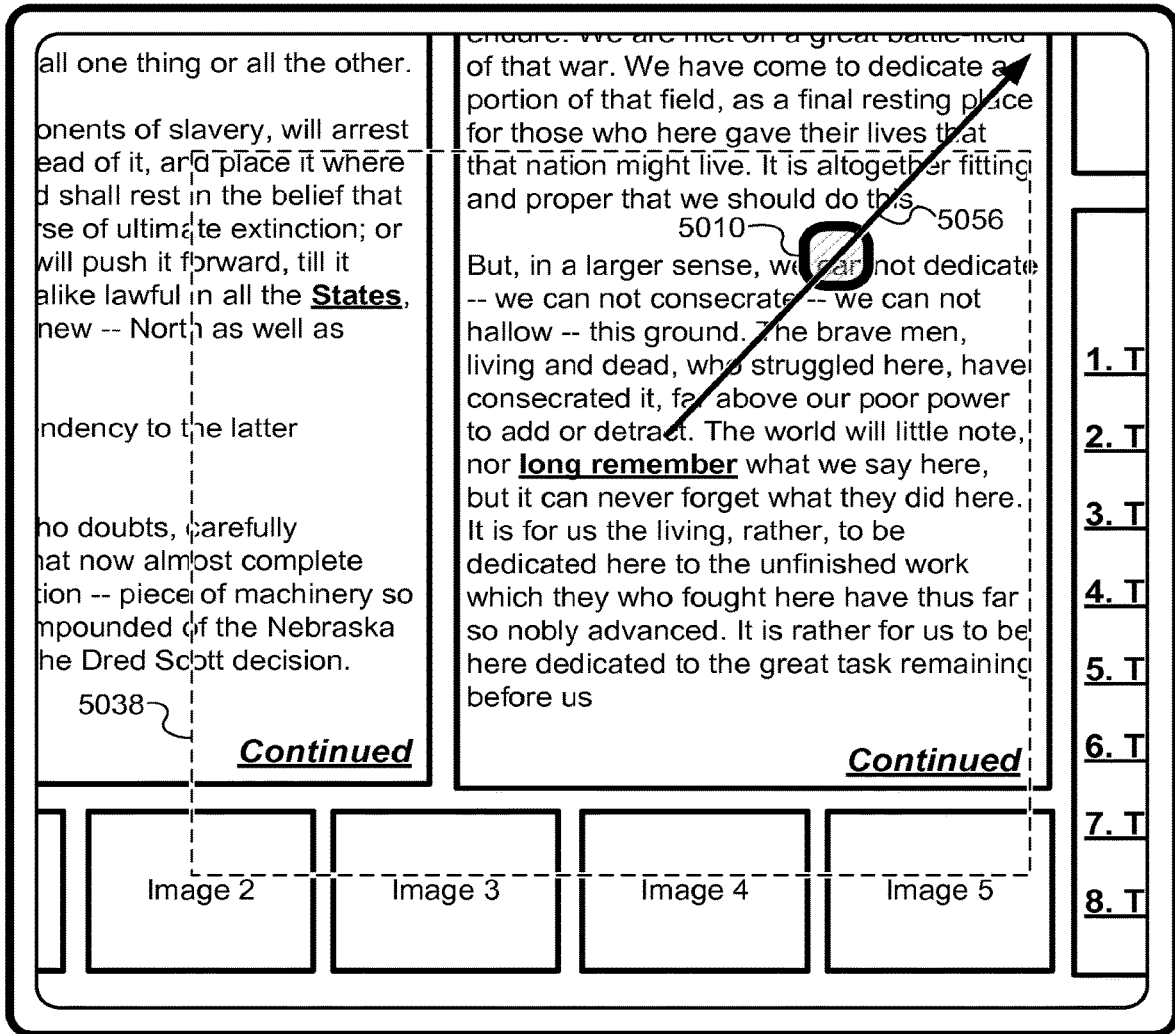 all one thing or all the other.
onents of slavery, will arrest
ead of it, and place it where
d shall rest in the belief that
rse of ultimate extinction; or
will push it forward, till it
alike lawful in all the States,
new -- North as well as
ndency to the latter
ho doubts, carefully
hat now almost complete
tion -- piece of machinery so
mpounded of the Nebraska
he Dred Scott decision.
5038
Continued
endure. We are met on a great battle-field
of that war. We have come to dedicate a
portion of that field, as a final resting place
for those who here gave their lives that
that nation might live. It is altogether fitting
and proper that we should do this.
5010
5056
But, in a larger sense, we can not dedicate
-- we can not consecrate -- we can not
hallow -- this ground. The brave men,
living and dead, who struggled here, have
consecrated it, far above our poor power
to add or detract. The world will little note,
nor long remember what we say here,
but it can never forget what they did here.
It is for us the living, rather, to be
dedicated here to the unfinished work
which they who fought here have thus far
so nobly advanced. It is rather for us to be
here dedicated to the great task remaining
before us
Continued
1. T
2. T
3. T
4. T
5. T
6. T
7. T
8. T
Image 2
Image 3
Image 4
Image 5